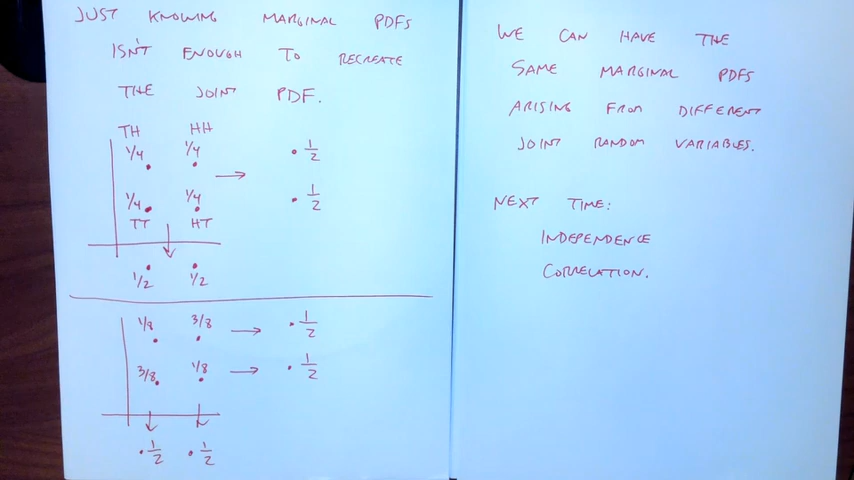 JUST KNOWING MARGINAL PDFS
ISN'T ENOUGH TO RECREATE
THE JOINT PDF.
TH HH
1/4 1/4 → 1/2
1/4 1/4 1/2
TT HT
1/2 1/2
1/8 3/8 → 1/2
3/8 1/8 → 1/2
1/2 1/2
WE CAN HAVE THE
SAME MARGINAL PDFS
ARISING FROM DIFFERENT
JOINT RANDOM VARIABLES.
NEXT TIME:
INDEPENDENCE
CORRELATION.